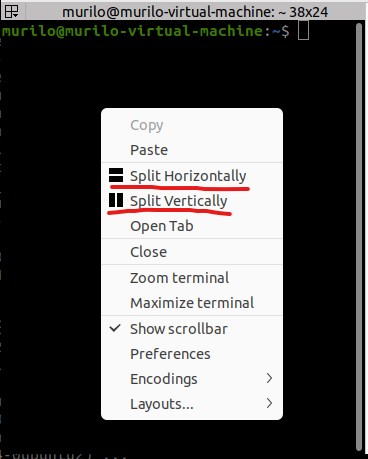 murilo@murilo-virtual-machine: ~ 38x24
murilo@murilo-virtual-machine:~$
Copy
Paste
Split Horizontally
Split Vertically
Open Tab
Close
Zoom terminal
Maximize terminal
Show scrollbar
Preferences
Encodings
Layouts...